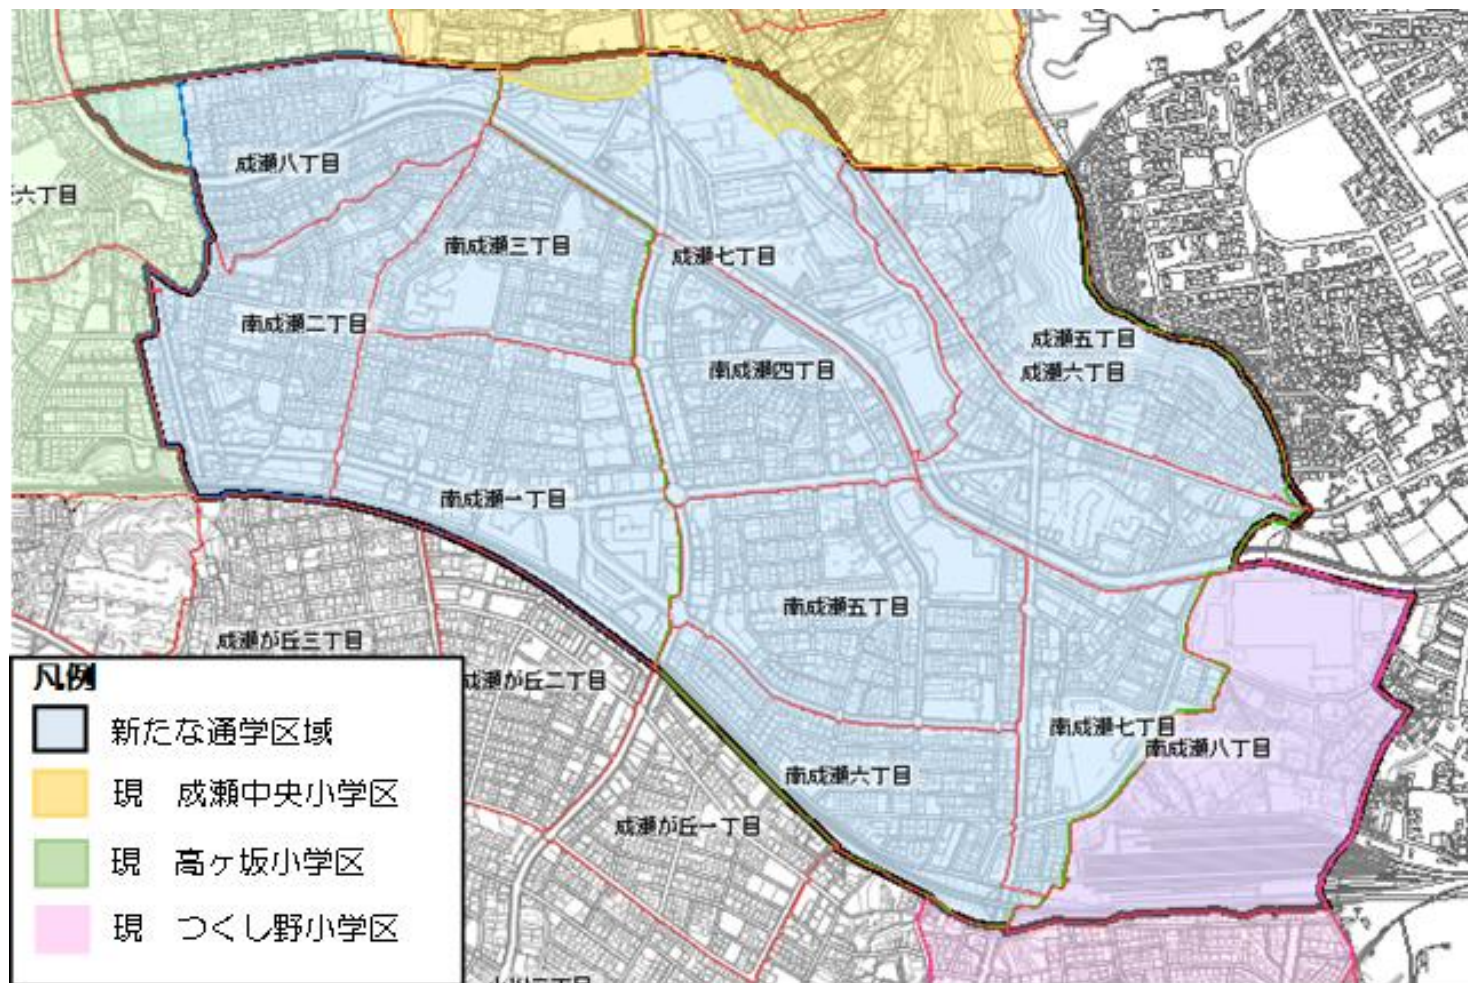 成瀬八丁目
六丁目
南成瀬三丁目
成瀬七丁目
南成瀬二丁目
成瀬五丁目
南成瀬四丁目
成瀬六丁目
南成瀬一丁目
南成瀬五丁目
成瀬が丘三丁目
成瀬が丘二丁目
南成瀬七丁目
南成瀬八丁目
南成瀬六丁目
成瀬が丘一丁目
凡例
新たな通学区域
現 成瀬中央小学区
現 高ヶ坂小学区
現 つくし野小学区